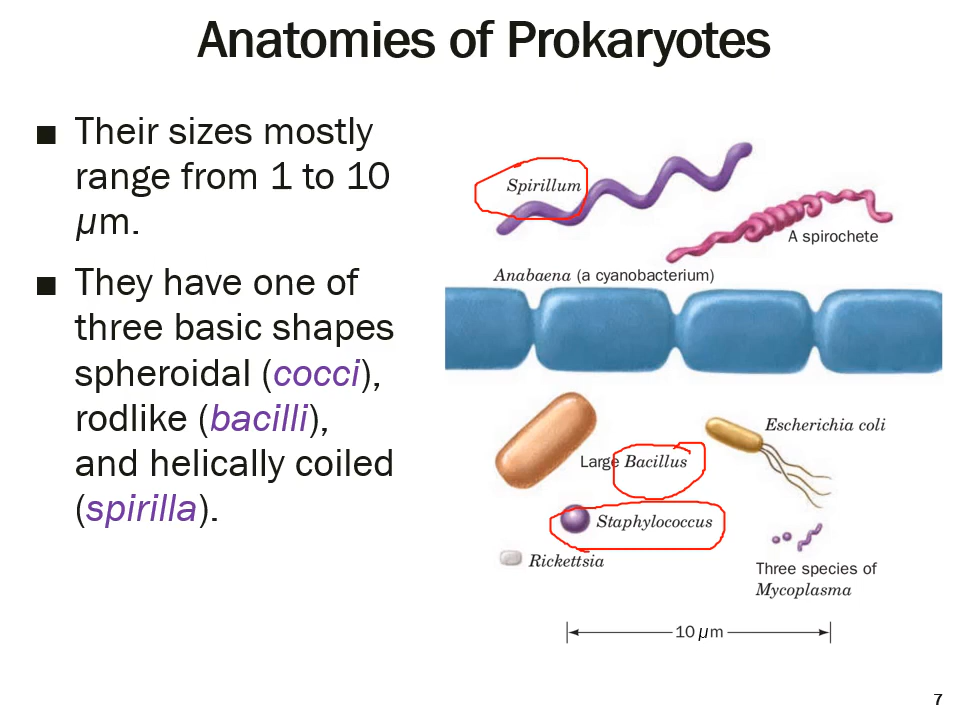 Anatomies of Prokaryotes
■ Their sizes mostly
range from 1 to 10
µm.
■ They have one of
three basic shapes
spheroidal (cocci),
rodlike (bacilli),
and helically coiled
(spirilla).
Spirillum
A spirochete
Anabaena (a cyanobacterium)
Escherichia coli
Large Bacillus
Staphylococcus
Rickettsia
Three species of
Mycoplasma
10 µm
7